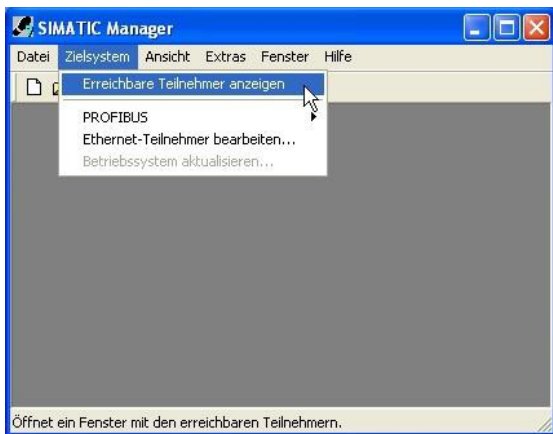 SIMATIC Manager
Datei Zielsystem Ansicht Extras Fenster Hilfe
Erreichbare Teilnehmer anzeigen
PROFIBUS
Ethernet-Teilnehmer bearbeiten...
Betriebssystem aktualisieren...
Öffnet ein Fenster mit den erreichbaren Teilnehmern.